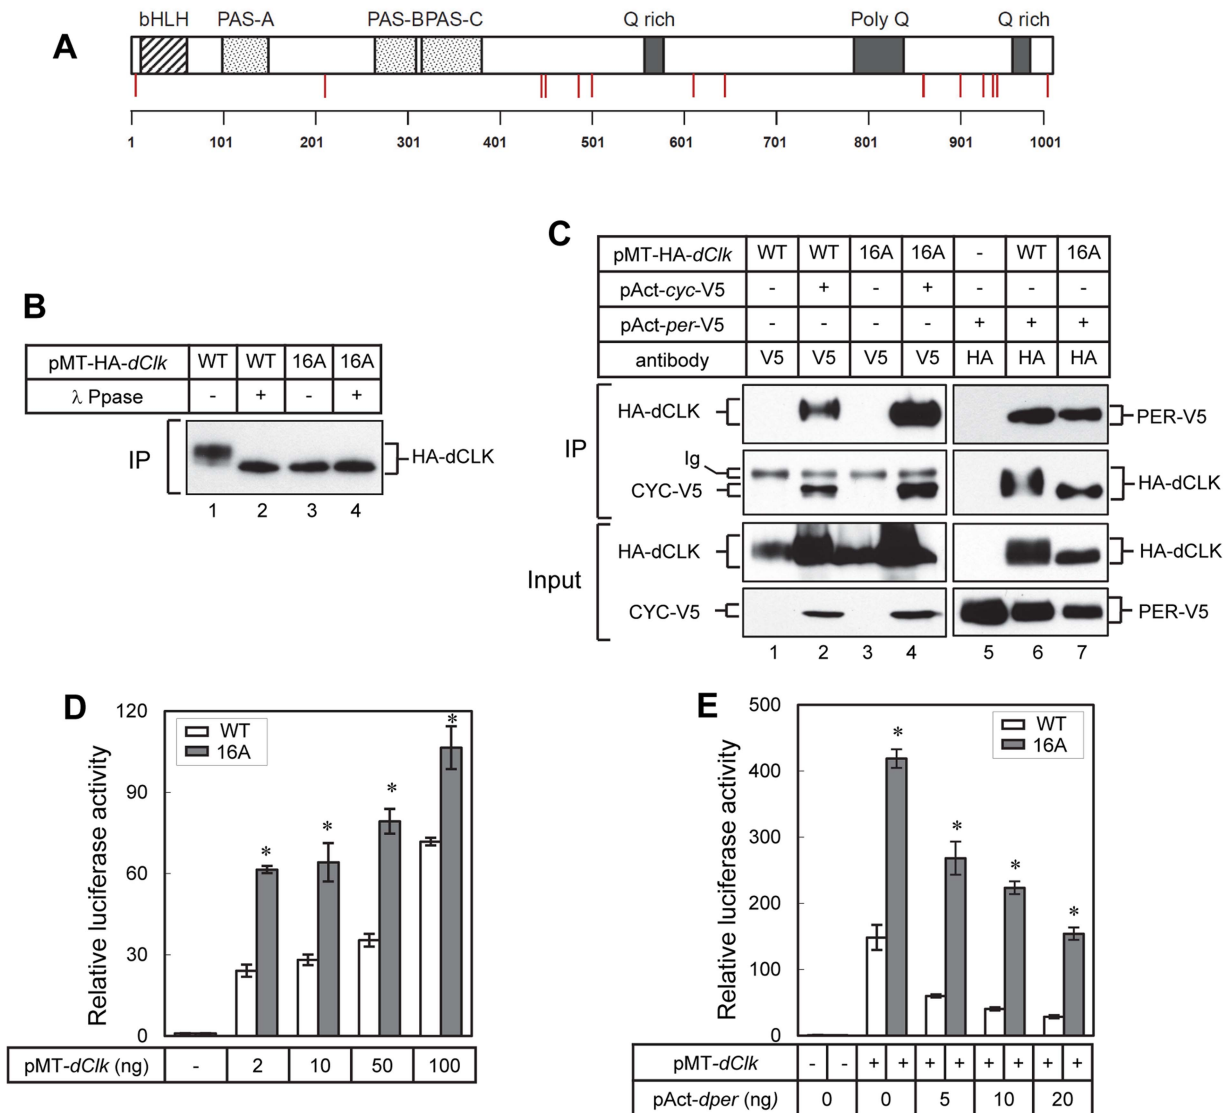 A
bHLH PAS-A PAS-B PAS-C Q rich Poly Q Q rich
1 101 201 301 401 501 601 701 801 901 1001
B
pMT-HA-dClk WT WT 16A 16A
λ Ppase - + - +
IP HA-dCLK
1 2 3 4
C
pMT-HA-dClk WT WT 16A 16A - WT 16A
pAct-cyc-V5 - + - + - - -
pAct-per-V5 - - - - + + +
antibody V5 V5 V5 V5 HA HA HA
IP
HA-dCLK PER-V5
Ig
CYC-V5 HA-dCLK
Input
HA-dCLK HA-dCLK
CYC-V5 PER-V5
1 2 3 4 5 6 7
D
Relative luciferase activity
120
90
60
30
0
WT
16A
* * * *
pMT-dClk (ng) - 2 10 50 100
E
Relative luciferase activity
500
400
300
200
100
0
WT
16A
* * * *
pMT-dClk - - + + + + + + + +
pAct-dper (ng) 0 0 5 10 20